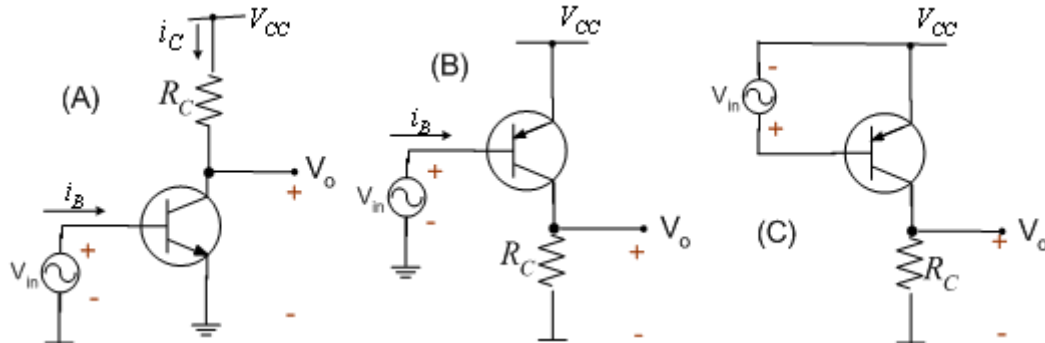 V_CC
i_C
R_C
(A)
V_o
+
i_B
+
V_in
-
-
V_CC
(B)
i_B
+
V_in
-
V_o
R_C
+
-
V_CC
-
V_in
+
(C)
V_o
+
R_C
-